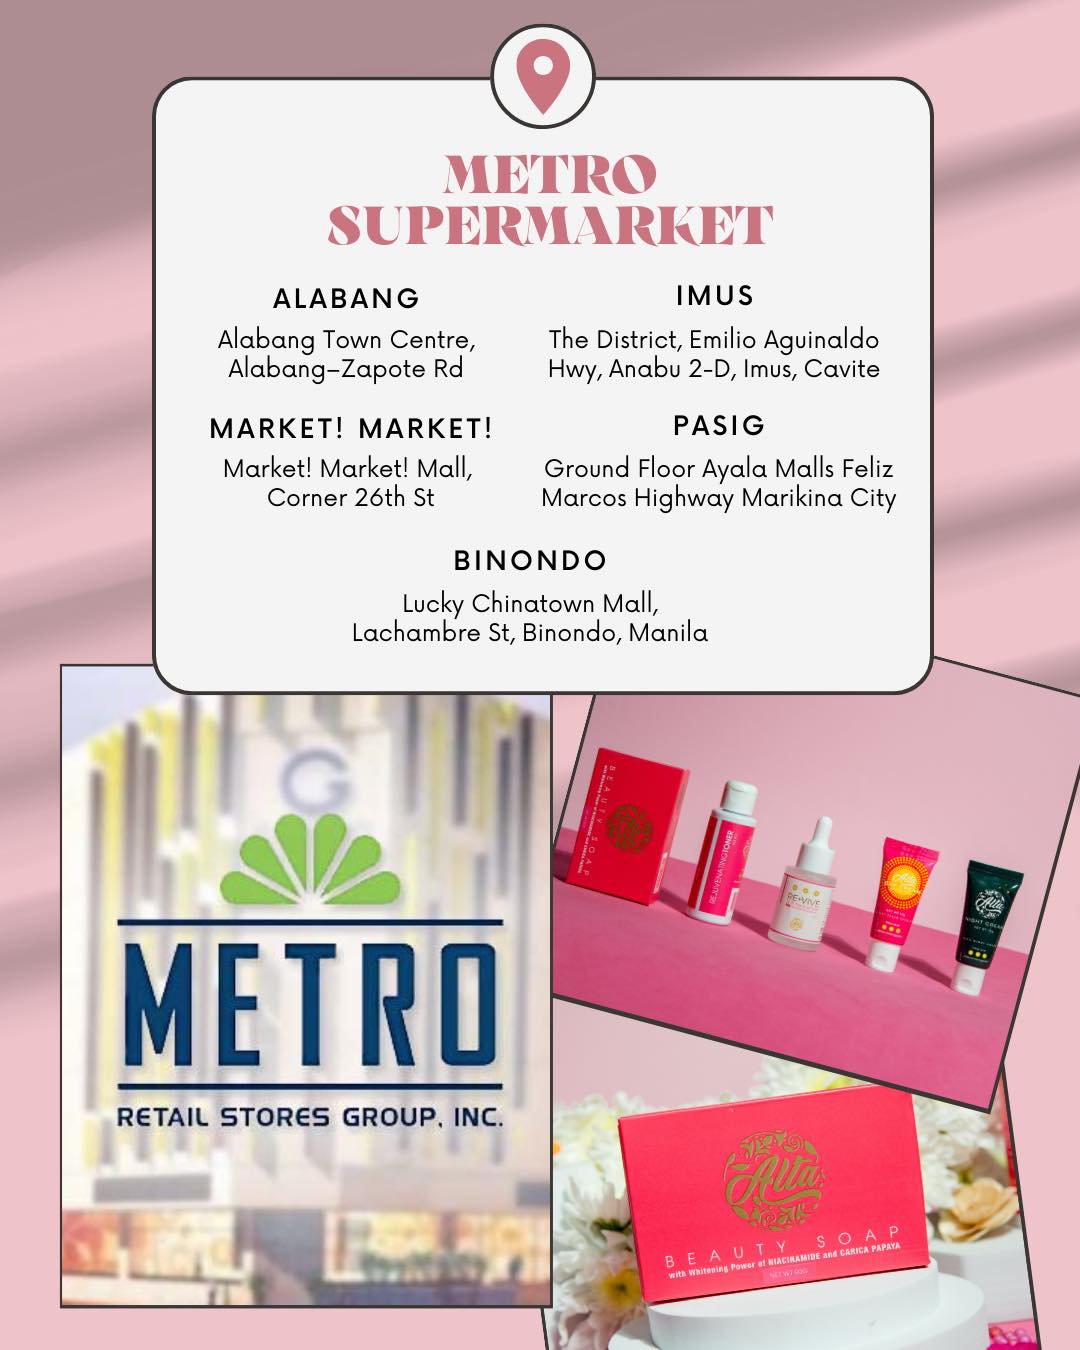 METRO
SUPERMARKET
ALABANG
Alabang Town Centre,
Alabang–Zapote Rd
IMUS
The District, Emilio Aguinaldo
Hwy, Anabu 2-D, Imus, Cavite
MARKET! MARKET!
Market! Market! Mall,
Corner 26th St
PASIG
Ground Floor Ayala Malls Feliz
Marcos Highway Marikina City
BINONDO
Lucky Chinatown Mall,
Lachambre St, Binondo, Manila
G
METRO
RETAIL STORES GROUP, INC.
BEAUTY SOAP
REJUVENATING TONER
RE•VIVE
Alta
Alta
NIGHT CREAM
Alta
BEAUTY SOAP
with Whitening Power of NIACINAMIDE and CARICA PAPAYA